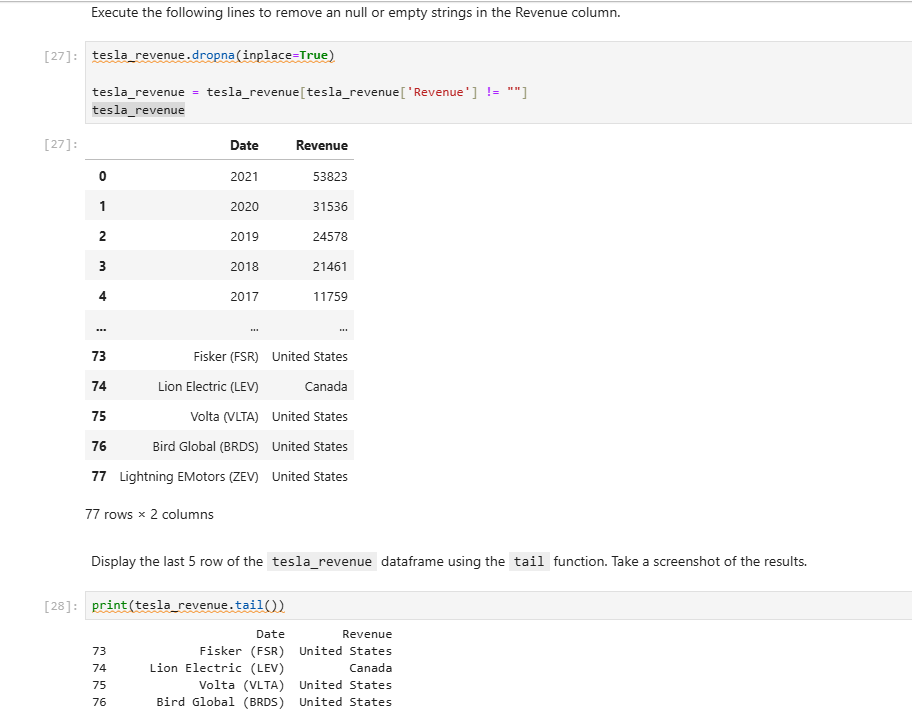 Execute the following lines to remove an null or empty strings in the Revenue column.
[27]: tesla_revenue.dropna(inplace=True)
tesla_revenue = tesla_revenue[tesla_revenue['Revenue'] != ""]
tesla_revenue
[27]: Date Revenue
0 2021 53823
1 2020 31536
2 2019 24578
3 2018 21461
4 2017 11759
... ... ...
73 Fisker (FSR) United States
74 Lion Electric (LEV) Canada
75 Volta (VLTA) United States
76 Bird Global (BRDS) United States
77 Lightning EMotors (ZEV) United States
77 rows × 2 columns
Display the last 5 row of the tesla_revenue dataframe using the tail function. Take a screenshot of the results.
[28]: print(tesla_revenue.tail())
Date Revenue
73 Fisker (FSR) United States
74 Lion Electric (LEV) Canada
75 Volta (VLTA) United States
76 Bird Global (BRDS) United States